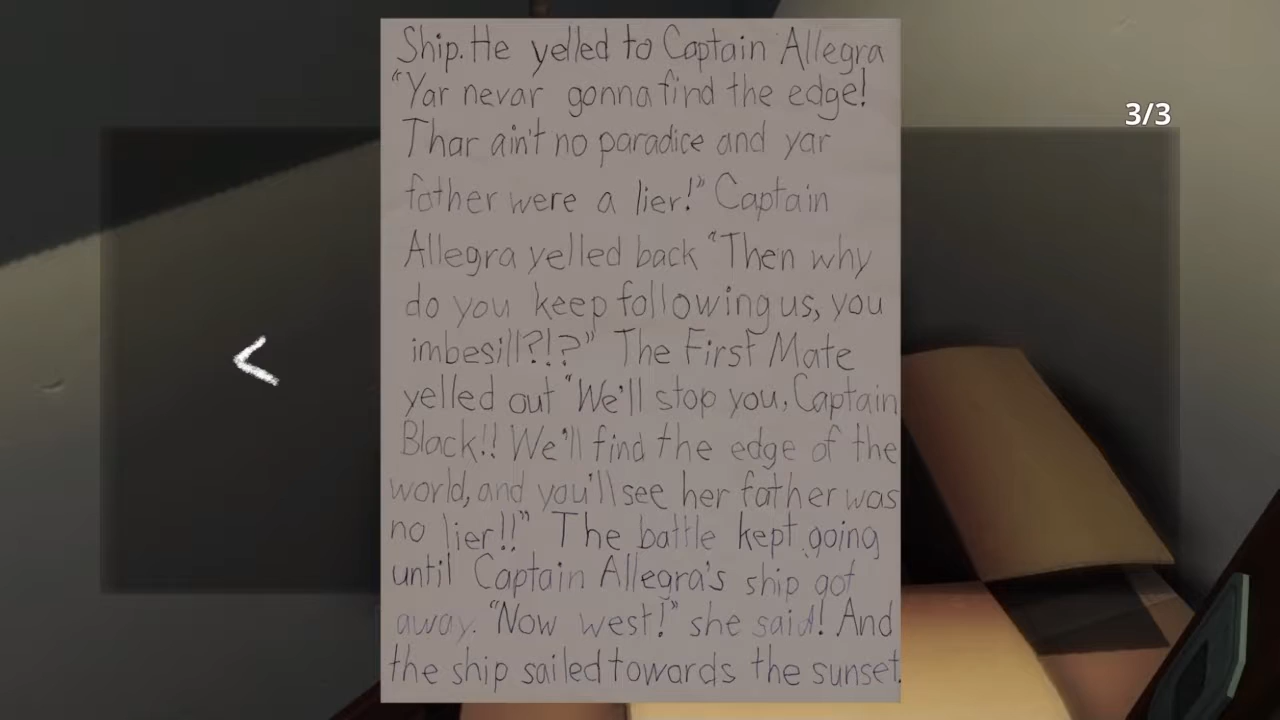 Ship. He yelled to Captain Allegra
"Yar nevar gonna find the edge!
3/3
Thar ain't no paradice and yar
father were a lier!" Captain
Allegra yelled back "Then why
do you keep following us, you
imbesill?!?" The First Mate
yelled out "We'll stop you, Captain
Black!! We'll find the edge of the
world, and you'll see her father was
no lier!!" The battle kept going
until Captain Allegra's ship got
away. "Now west!" she said! And
the ship sailed towards the sunset.